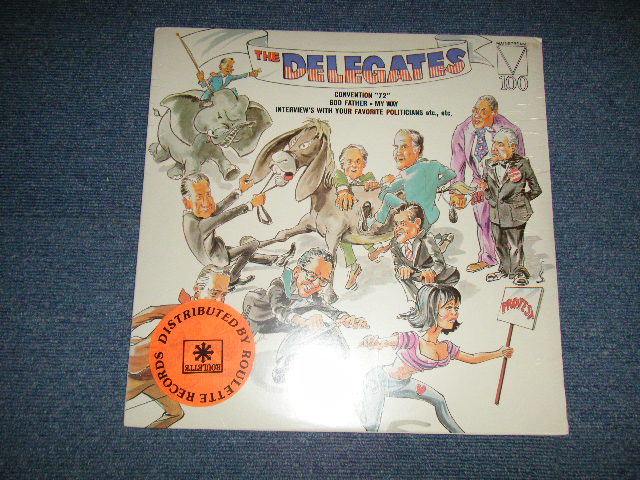 THE DELEGATES
CONVENTION "72"
GOD FATHER • MY WAY
INTERVIEW'S WITH YOUR FAVORITE POLITICIANS etc., etc.
MAINSTREAM
100
PROTEST
DISTRIBUTED BY ROULETTE RECORDS
ROULETTE